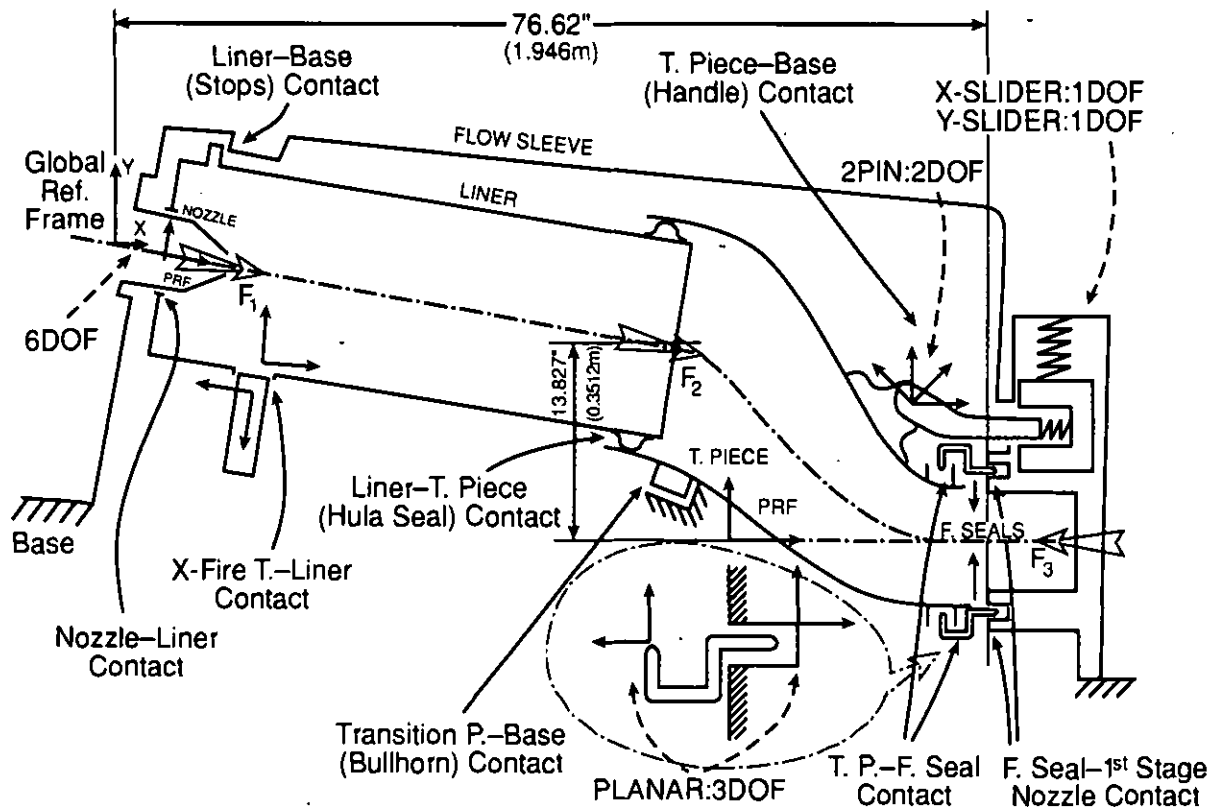 76.62"
(1.946m)
Liner–Base
(Stops) Contact
T. Piece–Base
(Handle) Contact
X-SLIDER:1DOF
Y-SLIDER:1DOF
FLOW SLEEVE
Global
Ref.
Frame
Y
LINER
2PIN:2DOF
NOZZLE
X
PRF
F1
6DOF
F2
13.827"
(0.3512m)
T. PIECE
Liner–T. Piece
(Hula Seal) Contact
PRF
F. SEALS
F3
Base
X-Fire T.–Liner
Contact
Nozzle–Liner
Contact
Transition P.–Base
(Bullhorn) Contact
PLANAR:3DOF
T. P.–F. Seal
Contact
F. Seal–1st Stage
Nozzle Contact